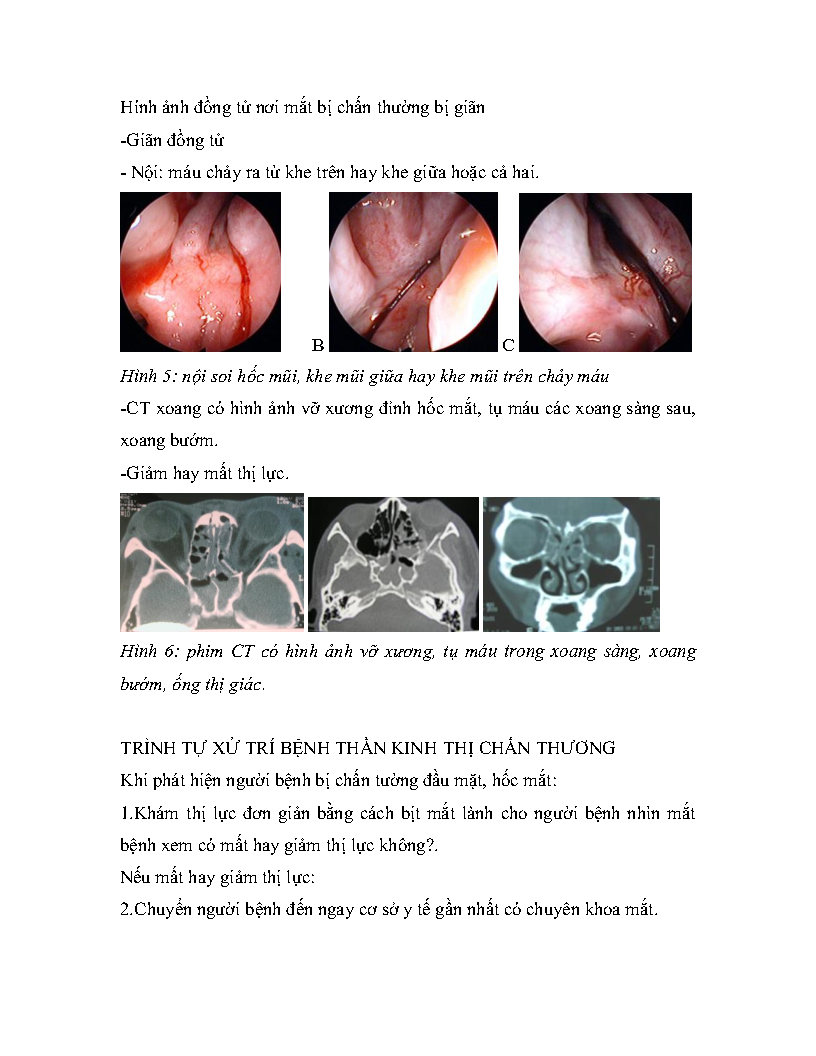 Hình ảnh đồng tử nơi mắt bị chấn thường bị giãn
-Giãn đồng tử
- Nội: máu chảy ra từ khe trên hay khe giữa hoặc cả hai.
B
C
Hình 5: nội soi hốc mũi, khe mũi giữa hay khe mũi trên chảy máu
-CT xoang có hình ảnh vỡ xương đỉnh hốc mắt, tụ máu các xoang sàng sau,
xoang bướm.
-Giảm hay mất thị lực.
Hình 6: phim CT có hình ảnh vỡ xương, tụ máu trong xoang sàng, xoang
bướm, ống thị giác.
TRÌNH TỰ XỬ TRÍ BỆNH THẦN KINH THỊ CHẤN THƯƠNG
Khi phát hiện người bệnh bị chấn tường đầu mặt, hốc mắt:
1.Khám thị lực đơn giản bằng cách bịt mắt lành cho người bệnh nhìn mắt
bệnh xem có mất hay giảm thị lực không?.
Nếu mất hay giảm thị lực:
2.Chuyển người bệnh đến ngay cơ sở y tế gần nhất có chuyên khoa mắt.